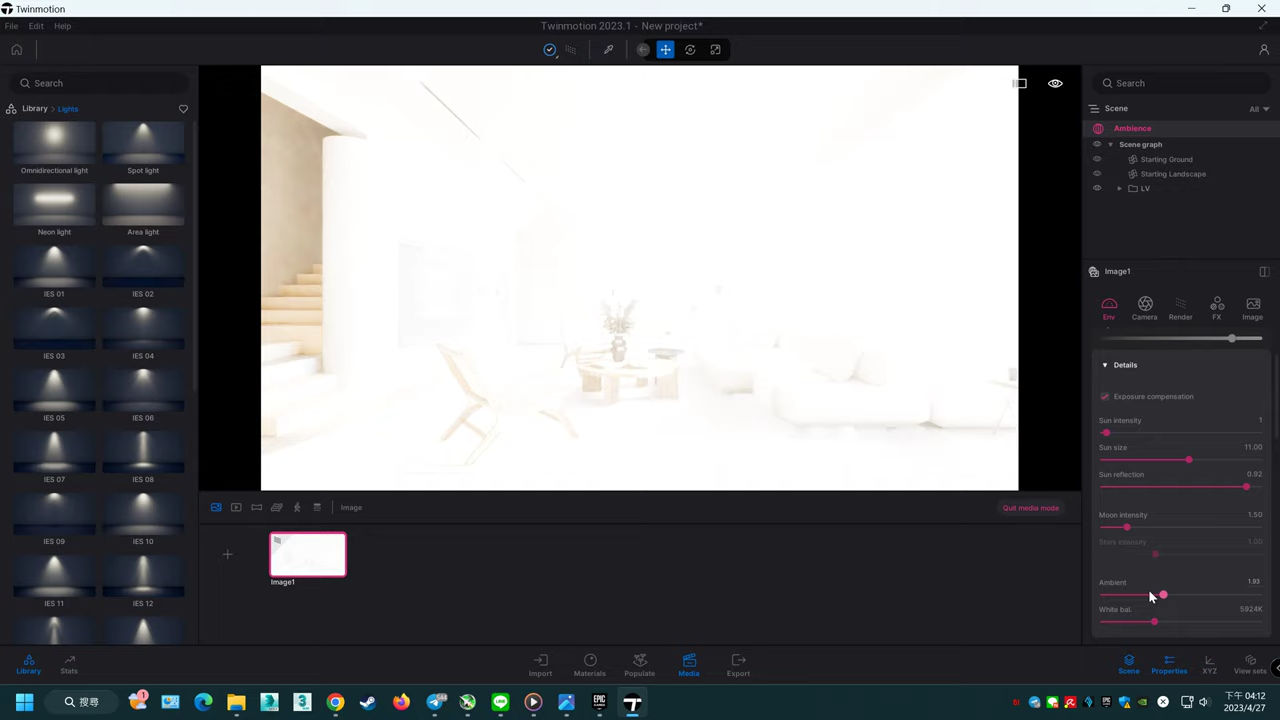 Twinmotion
File Edit Help
Twinmotion 2023.1 - New project*
Search
Library > Lights
Omnidirectional light
Spot light
Neon light
Area light
IES 01
IES 02
IES 03
IES 04
IES 05
IES 06
IES 07
IES 08
IES 09
IES 10
IES 11
IES 12
Image
Quit media mode
Image1
Search
Scene
All
Ambience
Scene graph
Starting Ground
Starting Landscape
LV
Image1
Env Camera Render FX Image
Details
Exposure compensation
Sun intensity 1
Sun size 11.00
Sun reflection 0.92
Moon intensity 1.50
Stars intensity 1.00
Ambient 1.93
White bal. 5924K
Library Stats
Import Materials Populate Media Export
Scene Properties XYZ View sets
搜尋
下午 04:12
2023/4/27